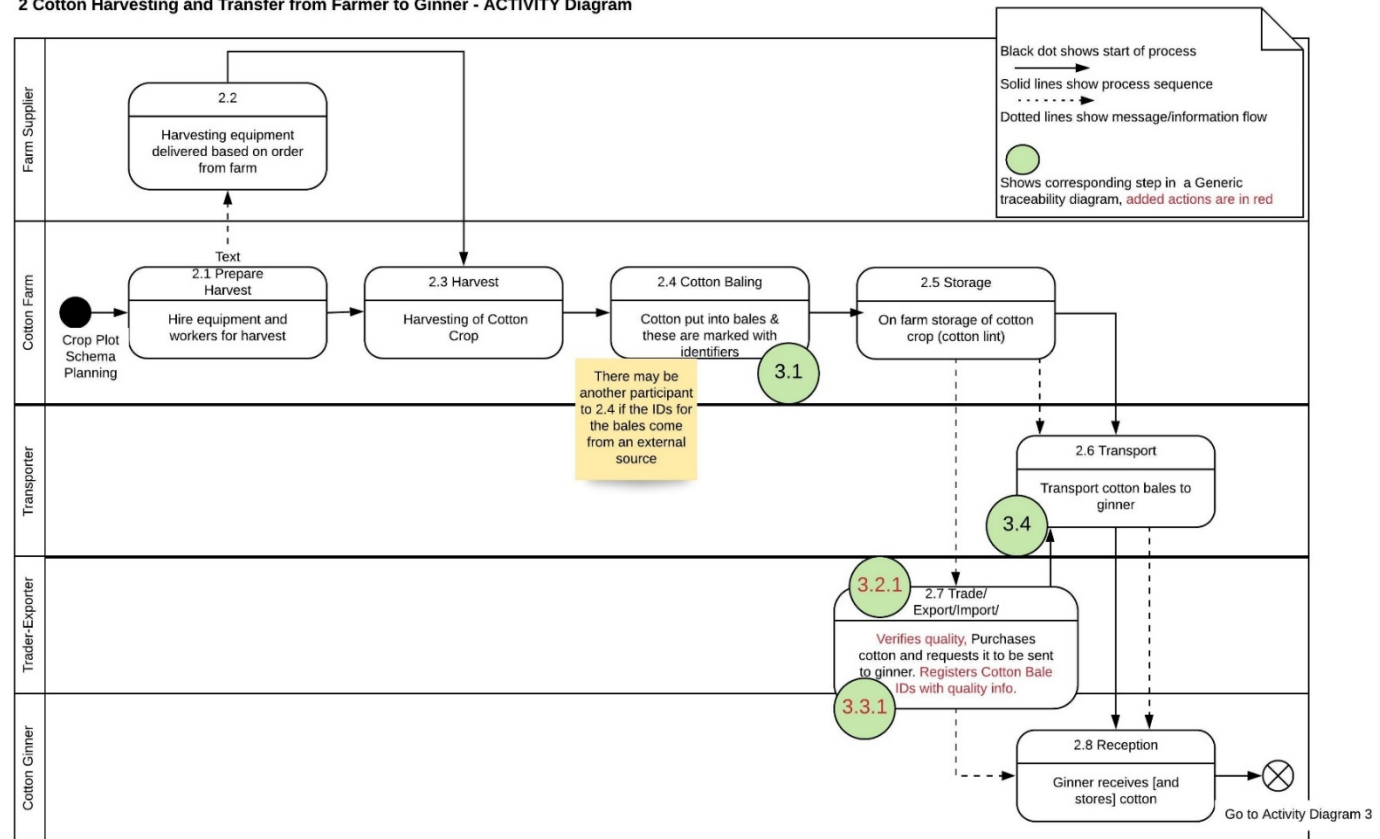 2 Cotton Harvesting and Transfer from Farmer to Ginner - ACTIVITY Diagram
Black dot shows start of process
Solid lines show process sequence
Dotted lines show message/information flow
Shows corresponding step in a Generic
traceability diagram, added actions are in red
Farm Supplier
2.2
Harvesting equipment
delivered based on order
from farm
Cotton Farm
Crop Plot
Schema
Planning
Text
2.1 Prepare
Harvest
Hire equipment and
workers for harvest
2.3 Harvest
Harvesting of Cotton
Crop
2.4 Cotton Baling
Cotton put into bales &
these are marked with
identifiers
3.1
There may be
another participant
to 2.4 if the IDs for
the bales come
from an external
source
2.5 Storage
On farm storage of cotton
crop (cotton lint)
Transporter
2.6 Transport
Transport cotton bales to
ginner
3.4
Trader-Exporter
3.2.1
2.7 Trade/
Export/Import/
Verifies quality, Purchases
cotton and requests it to be sent
to ginner. Registers Cotton Bale
IDs with quality info.
3.3.1
Cotton Ginner
2.8 Reception
Ginner receives [and
stores] cotton
Go to Activity Diagram 3